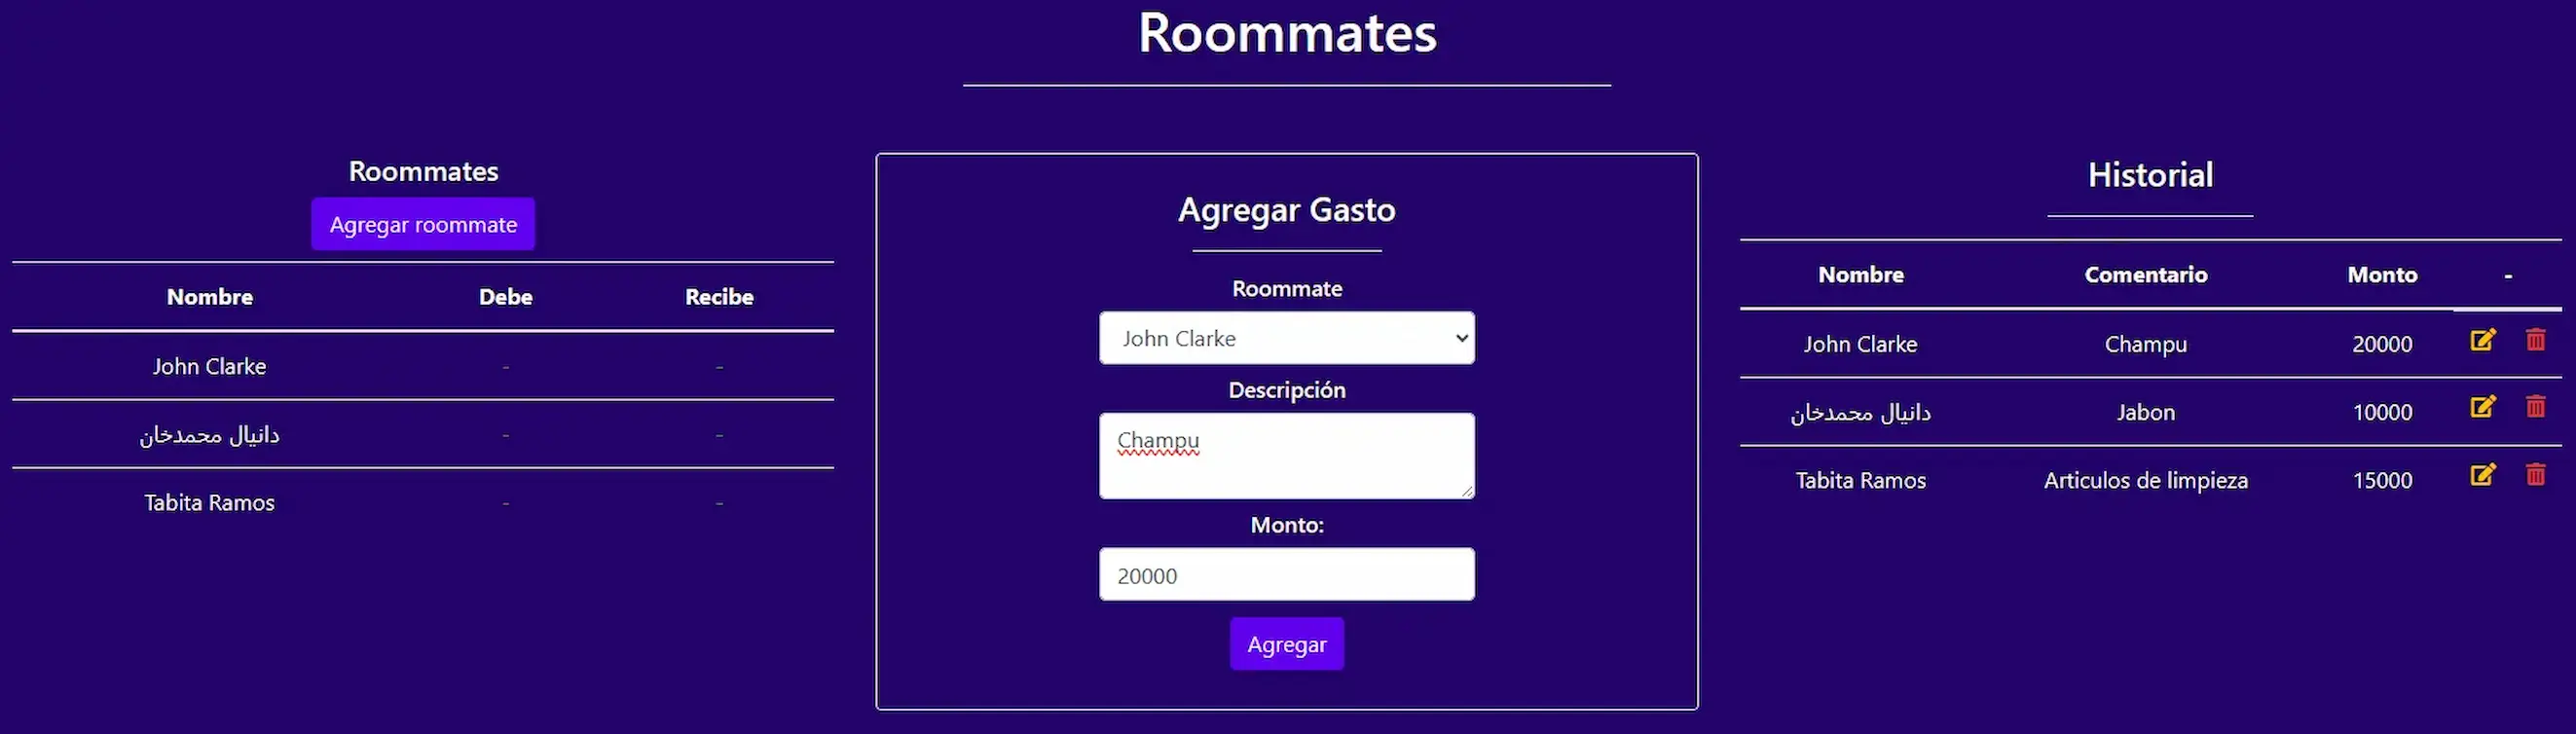 Roommates
Roommates
Agregar roommate
Nombre Debe Recibe
John Clarke - -
دانیال محمدخان - -
Tabita Ramos - -
Agregar Gasto
Roommate
John Clarke
Descripción
Champu
Monto:
20000
Agregar
Historial
Nombre Comentario Monto -
John Clarke Champu 20000
دانیال محمدخان Jabon 10000
Tabita Ramos Articulos de limpieza 15000